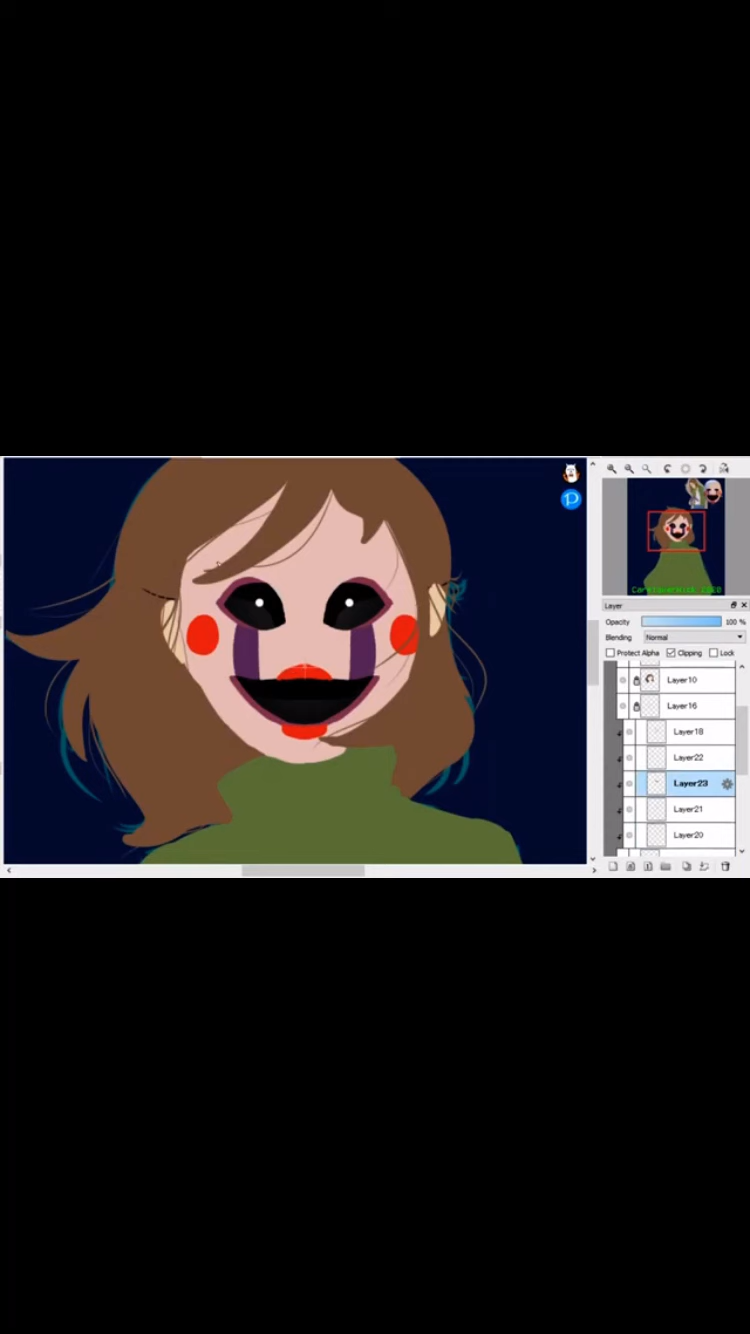 Layer
Opacity 100 %
Blending Normal
Protect Alpha Clipping Lock
Layer10
Layer16
Layer18
Layer22
Layer23
Layer21
Layer20